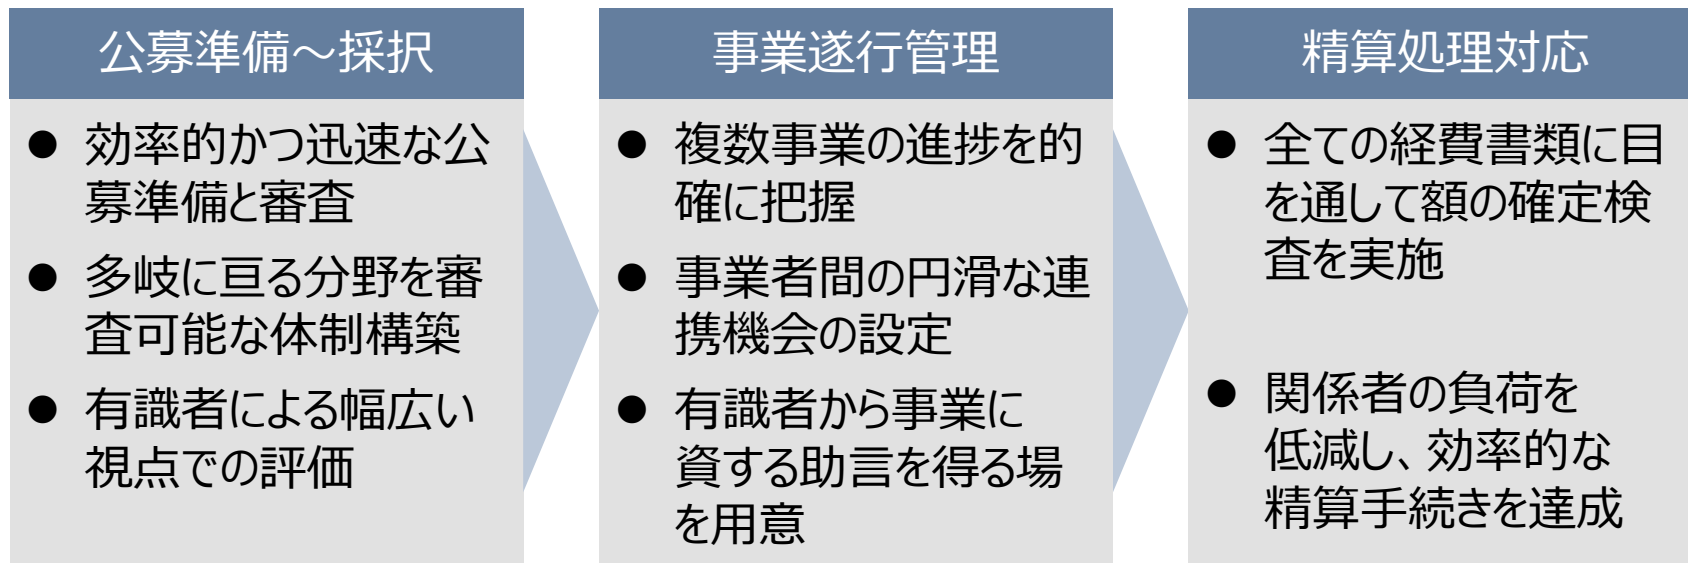 公募準備～採択
● 効率的かつ迅速な公
募準備と審査
● 多岐に亘る分野を審
査可能な体制構築
● 有識者による幅広い
視点での評価
事業遂行管理
● 複数事業の進捗を的
確に把握
● 事業者間の円滑な連
携機会の設定
● 有識者から事業に
資する助言を得る場
を用意
精算処理対応
● 全ての経費書類に目
を通して額の確定検
査を実施
● 関係者の負荷を
低減し、効率的な
精算手続きを達成